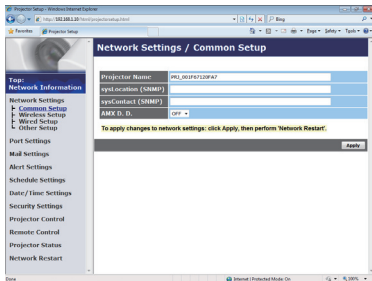 Projector Setup - Windows Internet Explorer
http://192.168.1.10/html/projectorsetup.html
Bing
Favorites
Projector Setup
Page
Safety
Tools
Top:
Network Information
Network Settings
Common Setup
Wireless Setup
Wired Setup
Other Setup
Port Settings
Mail Settings
Alert Settings
Schedule Settings
Date/Time Settings
Security Settings
Projector Control
Remote Control
Projector Status
Network Restart
Network Settings / Common Setup
Projector Name PRJ_001F67120FA7
sysLocation (SNMP)
sysContact (SNMP)
AMX D. D. OFF
To apply changes to network settings: click Apply, then perform 'Network Restart'.
Apply
Done
Internet | Protected Mode: On
100%